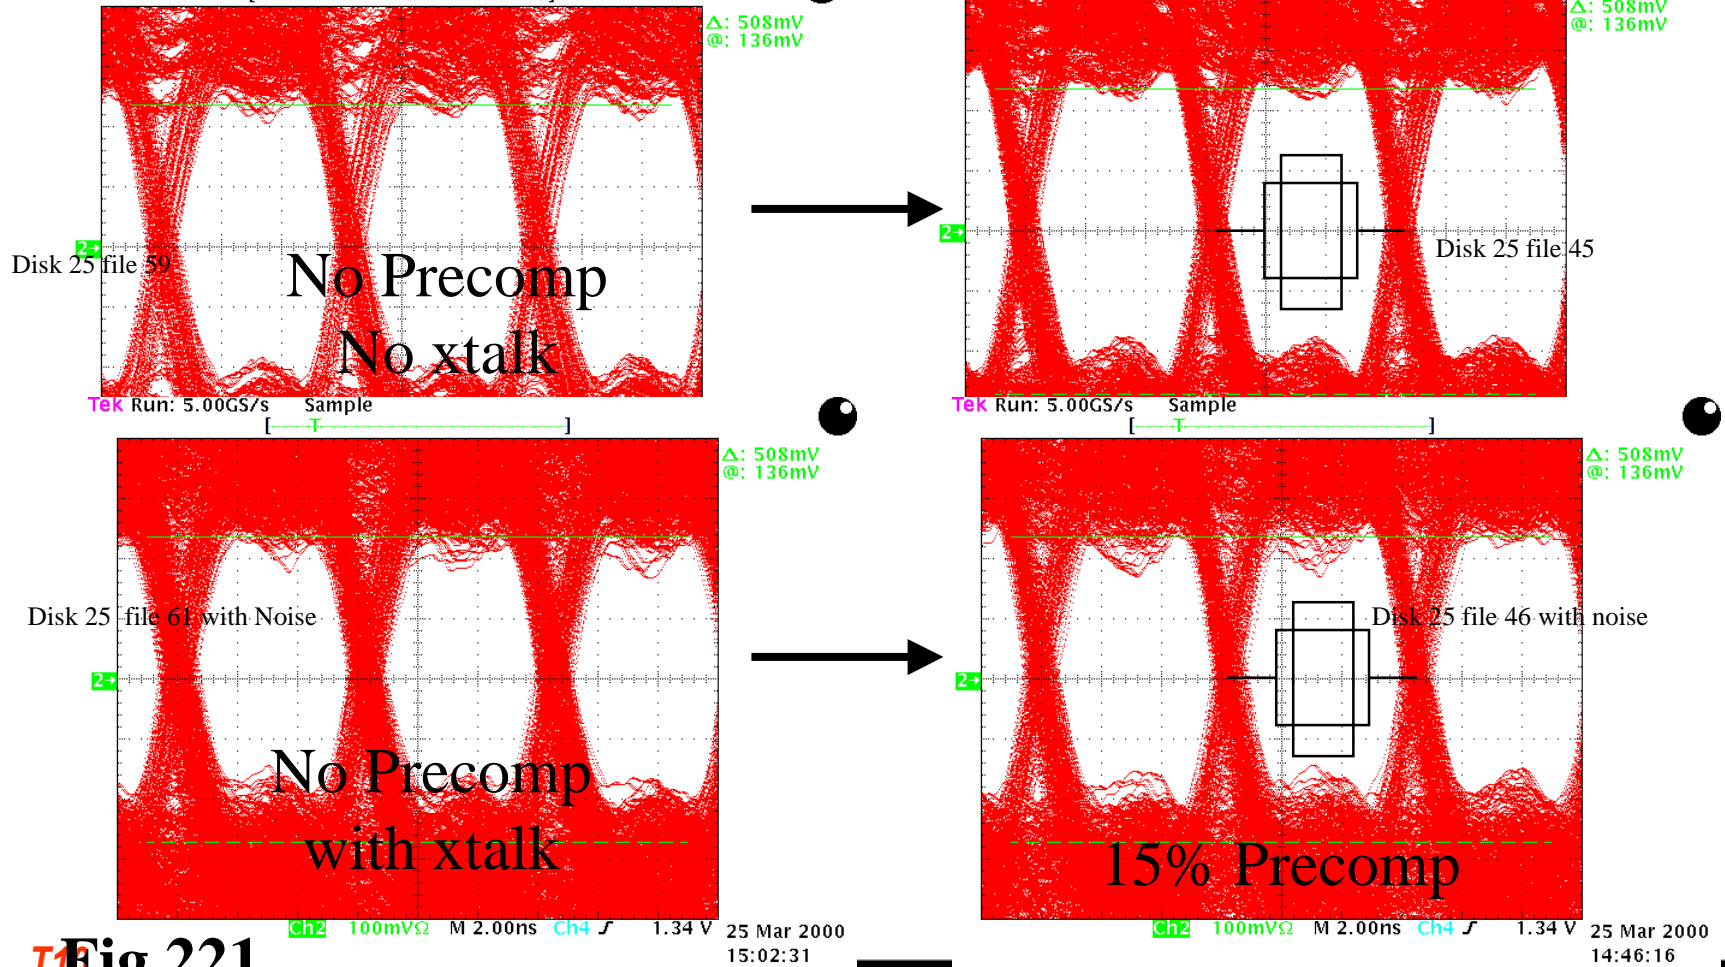 Δ: 508mV
@: 136mV
Δ: 508mV
@: 136mV
2→
2→
Disk 25 file 59
Disk 25 file 45
No Precomp
No xtalk
Tek Run: 5.00GS/s Sample
Tek Run: 5.00GS/s Sample
[ T ]
[ T ]
Δ: 508mV
@: 136mV
Δ: 508mV
@: 136mV
Disk 25 file 61 with Noise
Disk 25 file 46 with noise
2→
2→
No Precomp
with xtalk
15% Precomp
Ch2 100mVΩ M 2.00ns Ch4 ƒ 1.34 V
25 Mar 2000
15:02:31
Ch2 100mVΩ M 2.00ns Ch4 ƒ 1.34 V
25 Mar 2000
14:46:16
Fig 221